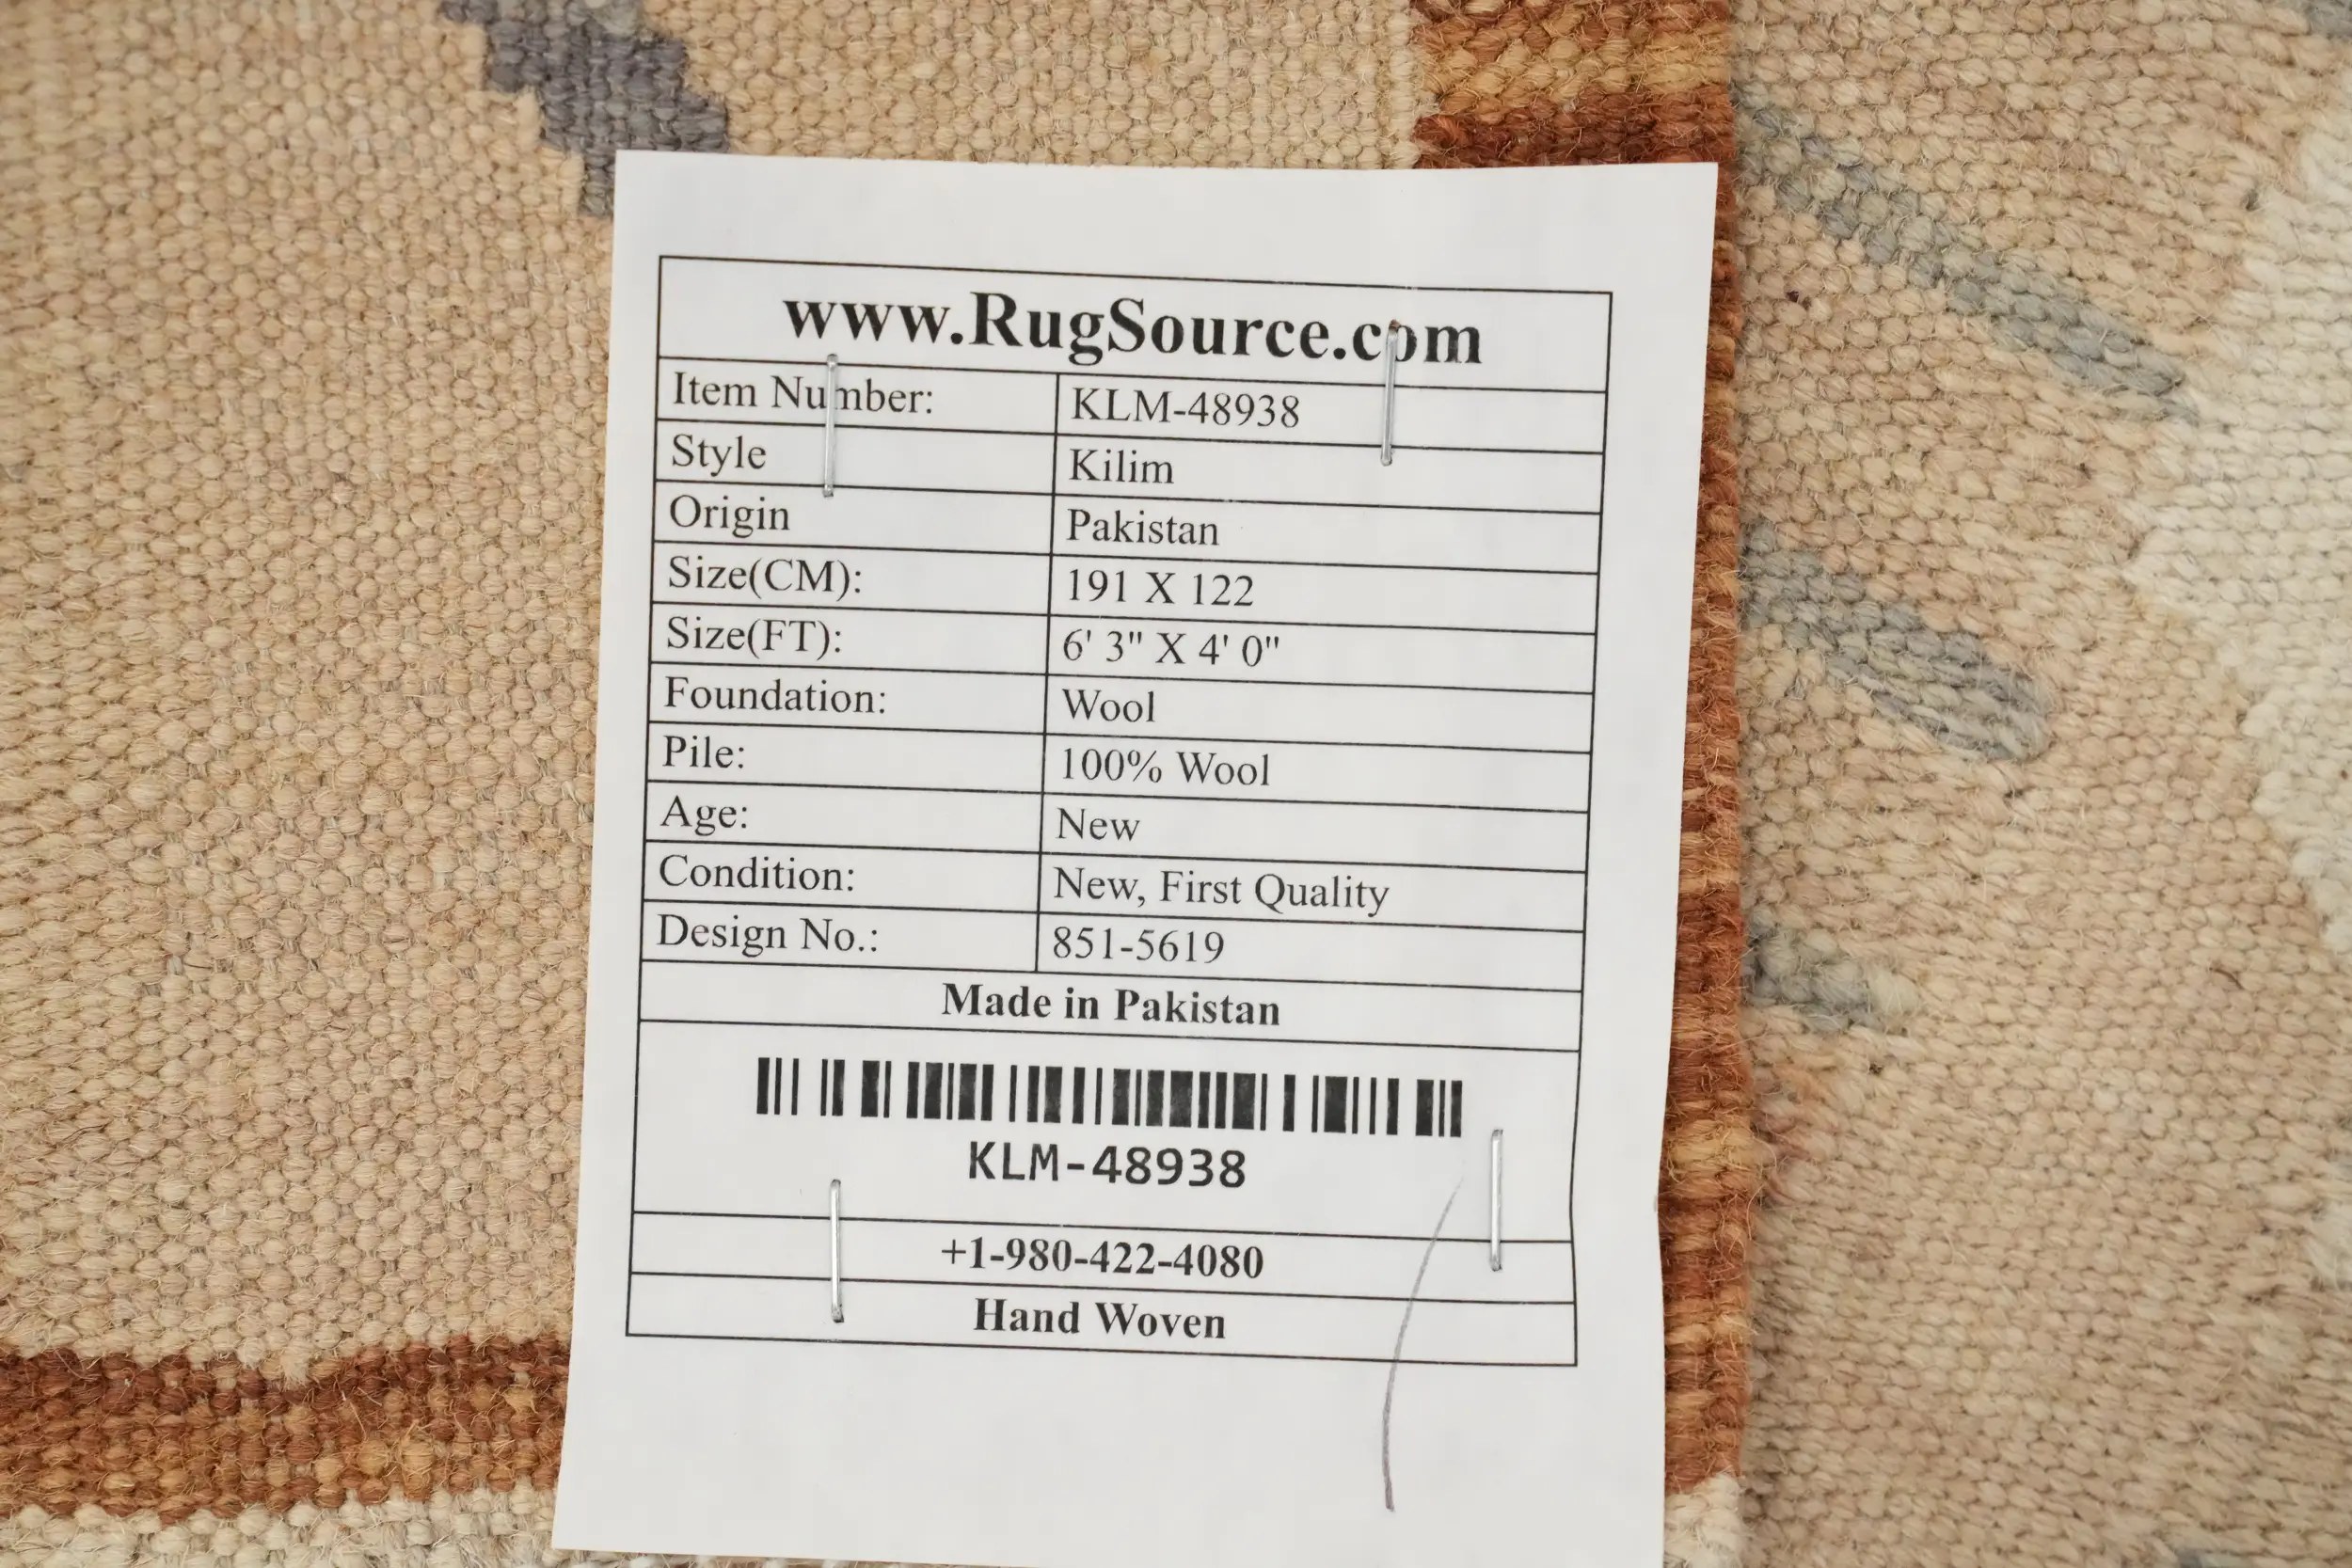 www.RugSource.com
Item Number: KLM-48938
Style Kilim
Origin Pakistan
Size(CM): 191 X 122
Size(FT): 6' 3" X 4' 0"
Foundation: Wool
Pile: 100% Wool
Age: New
Condition: New, First Quality
Design No.: 851-5619
Made in Pakistan
KLM-48938
+1-980-422-4080
Hand Woven